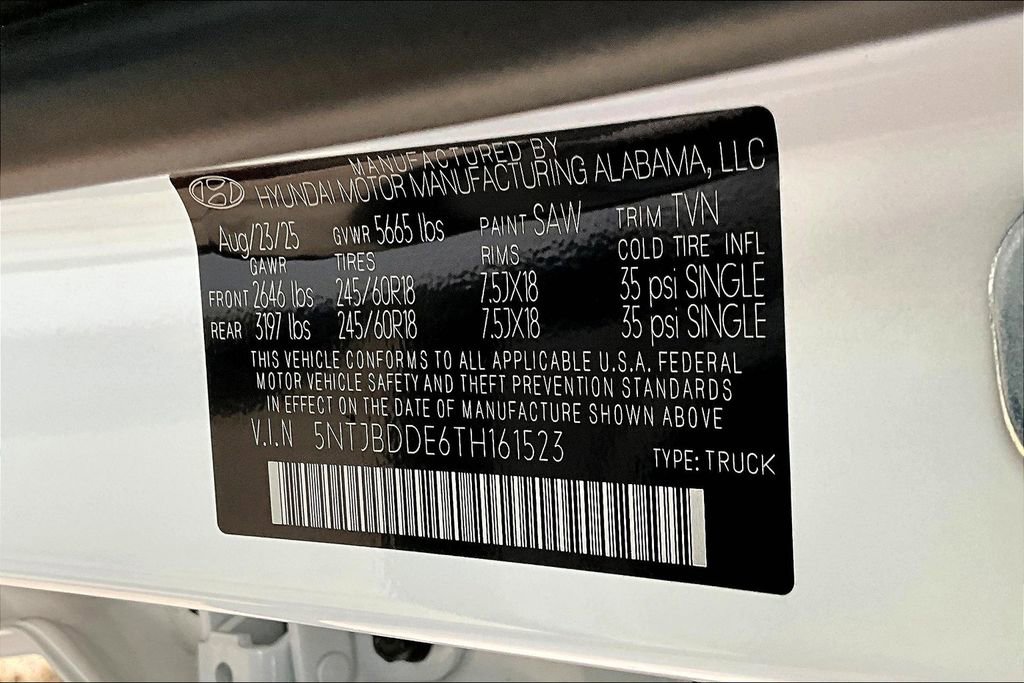 MANUFACTURED BY
HYUNDAI MOTOR MANUFACTURING ALABAMA, LLC
Aug/23/25 GVWR 5665 lbs PAINT SAW TRIM TVN
GAWR TIRES RIMS COLD TIRE INFL
FRONT 2646 lbs 245/60R18 7.5JX18 35 psi SINGLE
REAR 3197 lbs 245/60R18 7.5JX18 35 psi SINGLE
THIS VEHICLE CONFORMS TO ALL APPLICABLE U.S.A. FEDERAL
MOTOR VEHICLE SAFETY AND THEFT PREVENTION STANDARDS
IN EFFECT ON THE DATE OF MANUFACTURE SHOWN ABOVE
V.I.N 5NTJBDDE6TH161523 TYPE: TRUCK